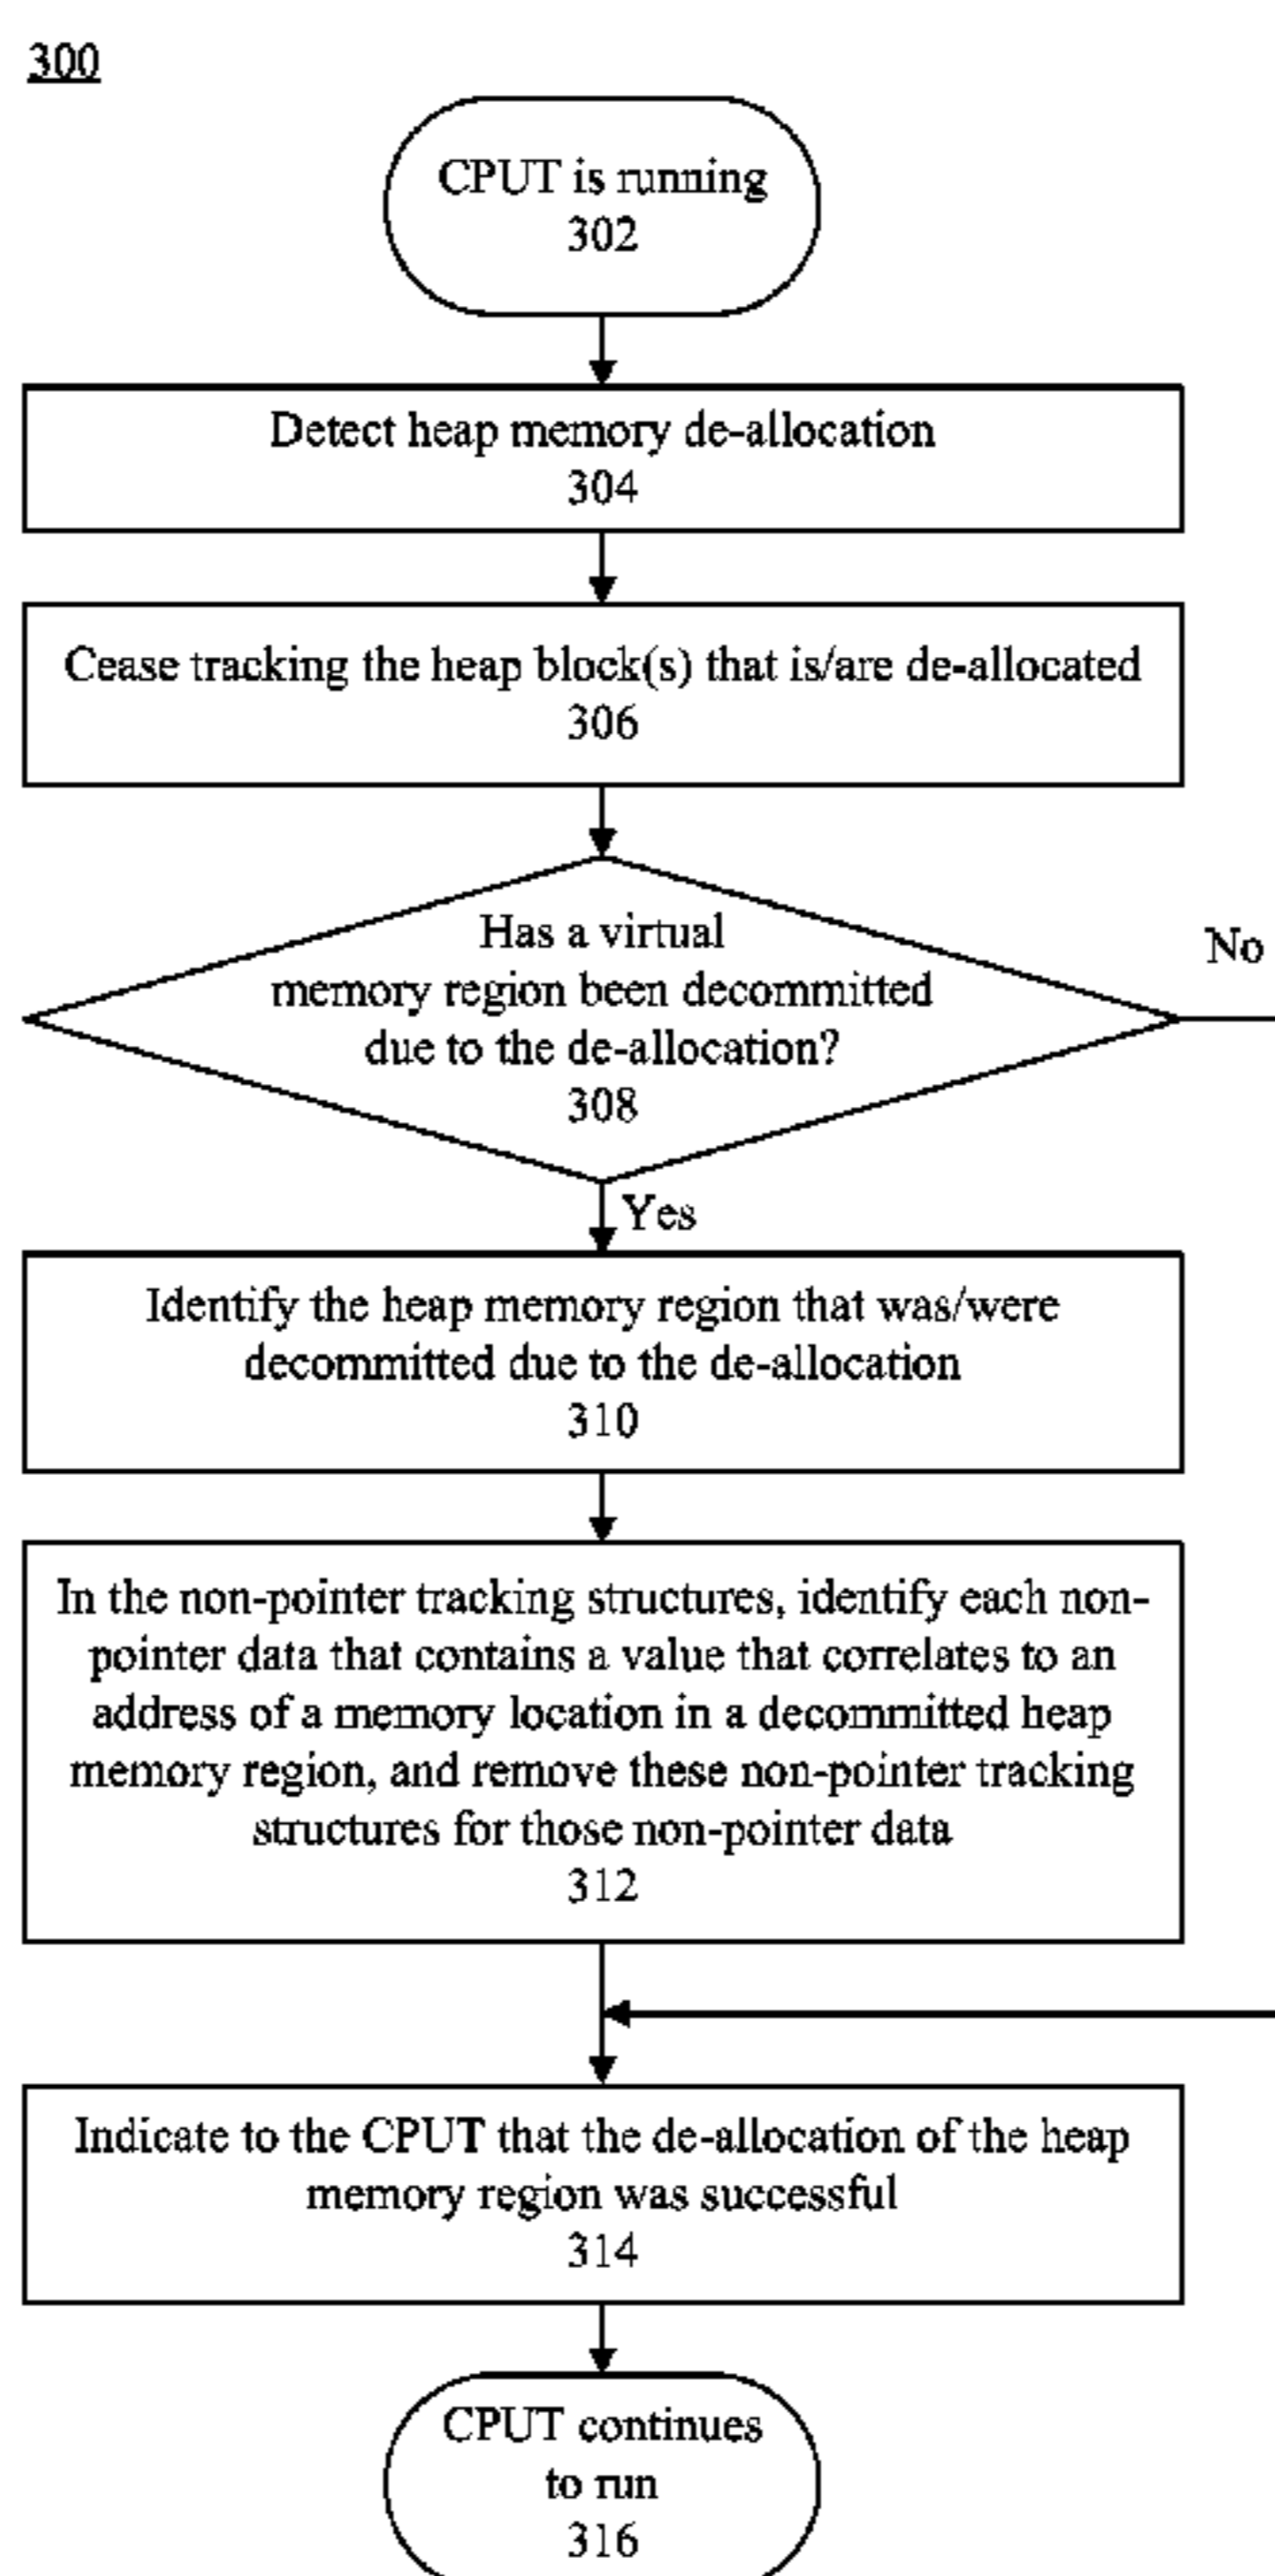 300
CPUT is running
302
Detect heap memory de-allocation
304
Cease tracking the heap block(s) that is/are de-allocated
306
Has a virtual
memory region been decommitted
due to the de-allocation?
308
No
Yes
Identify the heap memory region that was/were
decommitted due to the de-allocation
310
In the non-pointer tracking structures, identify each non-
pointer data that contains a value that correlates to an
address of a memory location in a decommitted heap
memory region, and remove these non-pointer tracking
structures for those non-pointer data
312
Indicate to the CPUT that the de-allocation of the heap
memory region was successful
314
CPUT continues
to run
316